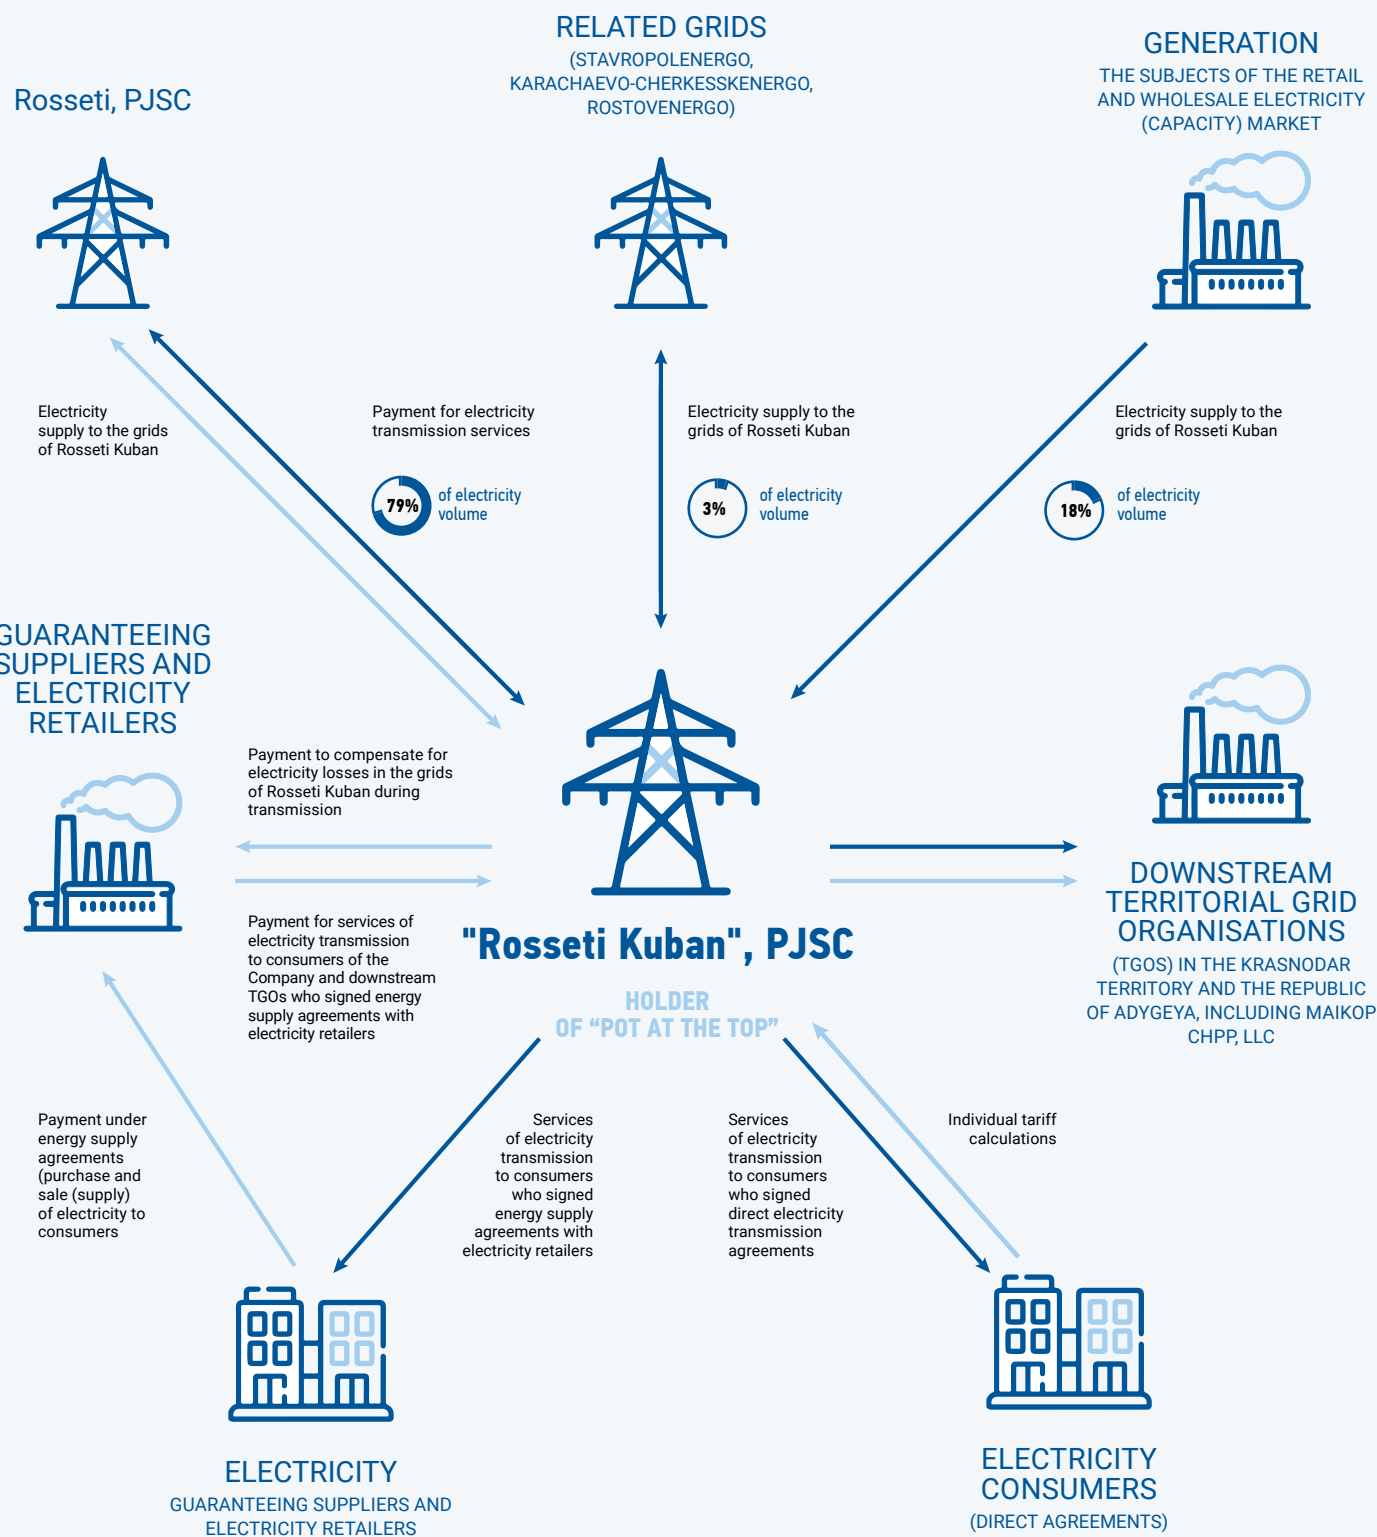 Rosseti, PJSC
RELATED GRIDS
(STAVROPOLENERGO,
KARACHAEVO-CHERKESSKENERGO,
ROSTOVENERGO)
GENERATION
THE SUBJECTS OF THE RETAIL
AND WHOLESALE ELECTRICITY
(CAPACITY) MARKET
Electricity
supply to the grids
of Rosseti Kuban
Payment for electricity
transmission services
79%
of electricity
volume
Electricity supply to the
grids of Rosseti Kuban
3%
of electricity
volume
Electricity supply to the
grids of Rosseti Kuban
18%
of electricity
volume
GUARANTEEING
SUPPLIERS AND
ELECTRICITY
RETAILERS
Payment to compensate for
electricity losses in the grids
of Rosseti Kuban during
transmission
Payment for services of
electricity transmission
to consumers of the
Company and downstream
TGOs who signed energy
supply agreements with
electricity retailers
"Rosseti Kuban", PJSC
HOLDER
OF “POT AT THE TOP”
DOWNSTREAM
TERRITORIAL GRID
ORGANISATIONS
(TGOS) IN THE KRASNODAR
TERRITORY AND THE REPUBLIC
OF ADYGEYA, INCLUDING MAIKOP
CHPP, LLC
Payment under
energy supply
agreements
(purchase and
sale (supply)
of electricity to
consumers
Services
of electricity
transmission
to consumers
who signed
energy supply
agreements with
electricity retailers
Services
of electricity
transmission
to consumers
who signed
direct electricity
transmission
agreements
Individual tariff
calculations
ELECTRICITY
GUARANTEEING SUPPLIERS AND
ELECTRICITY RETAILERS
ELECTRICITY
CONSUMERS
(DIRECT AGREEMENTS)